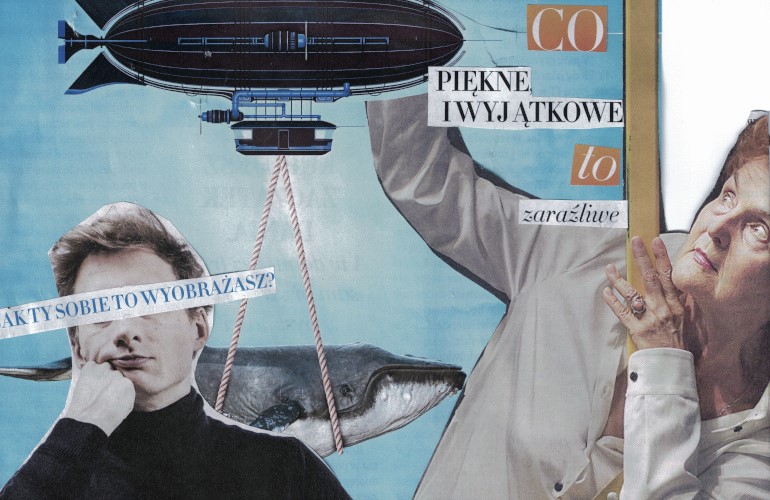 CO
PIĘKNE,
I WYJĄTKOWE
to
zaraźliwe
AK TY SOBIE TO WYOBRAŻASZ?